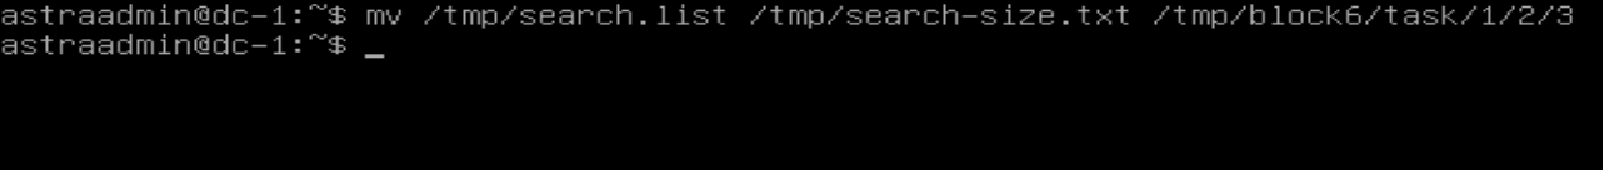 astraadmin@dc-1:~$ mv /tmp/search.list /tmp/search-size.txt /tmp/block6/task/1/2/3
astraadmin@dc-1:~$ _